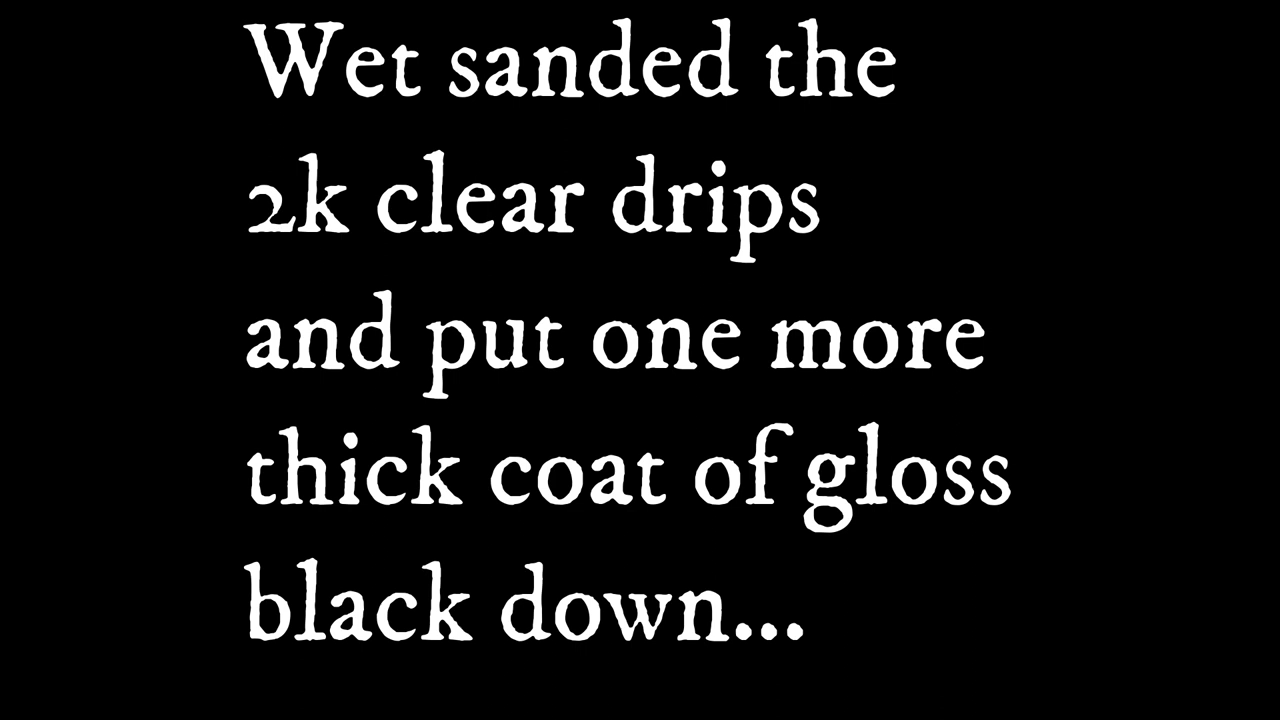 Wet sanded the
2k clear drips
and put one more
thick coat of gloss
black down...